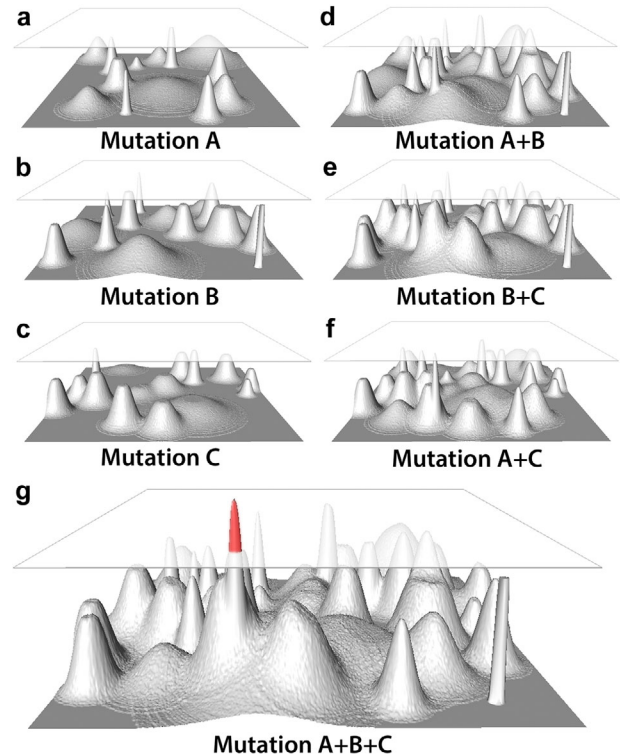 a
Mutation A
b
Mutation B
c
Mutation C
d
Mutation A+B
e
Mutation B+C
f
Mutation A+C
g
Mutation A+B+C